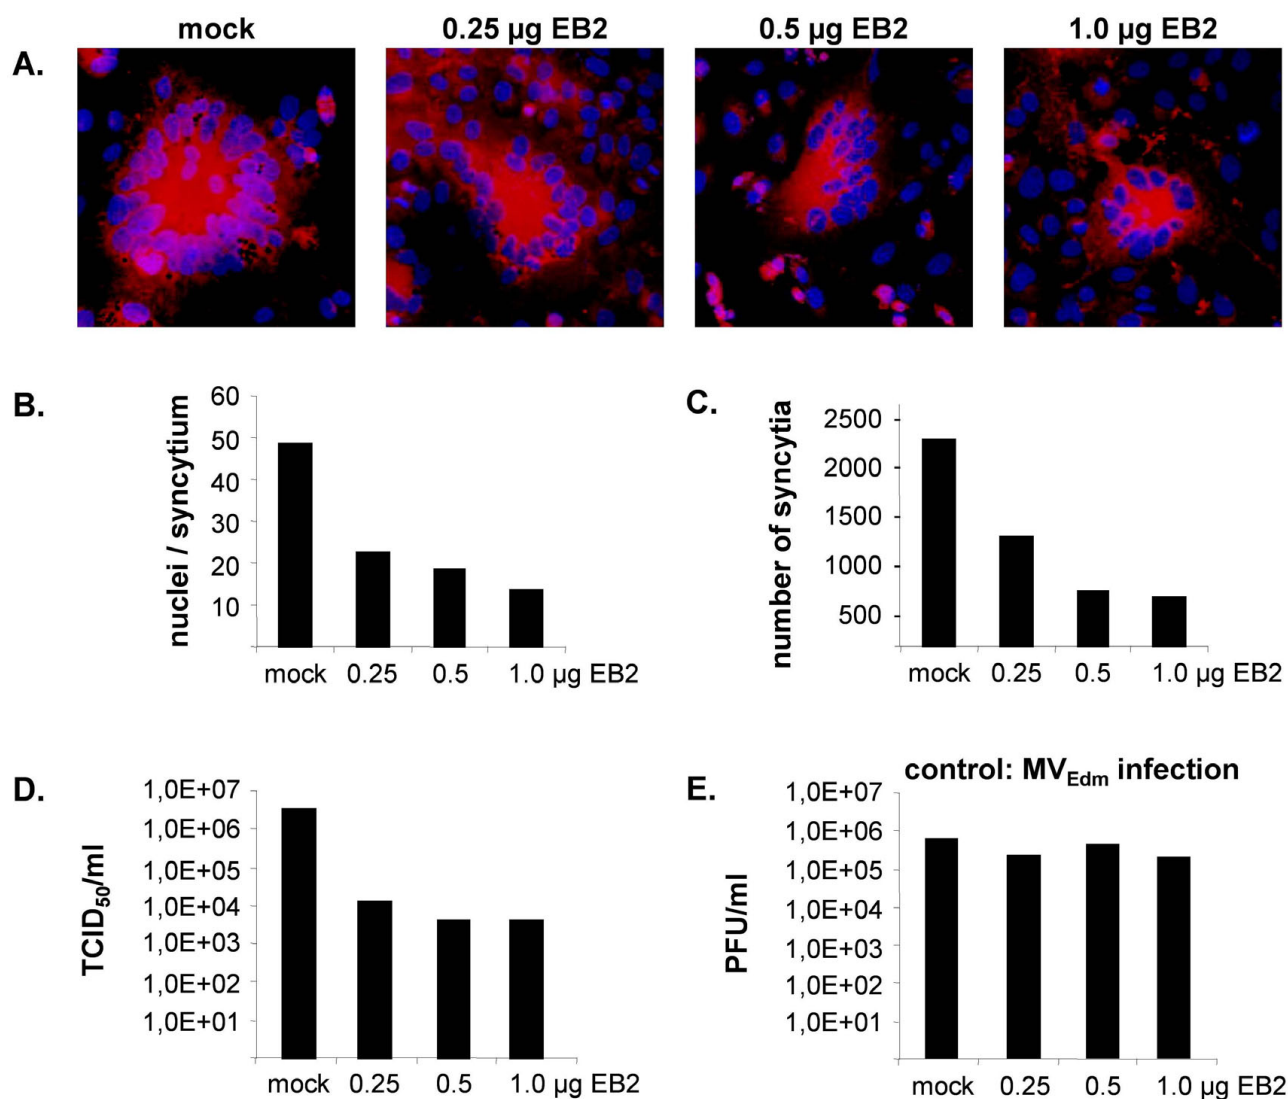 mock 0.25 µg EB2 0.5 µg EB2 1.0 µg EB2
A.
B.
nuclei / syncytium
60
50
40
30
20
10
mock 0.25 0.5 1.0 µg EB2
C.
number of syncytia
2500
2000
1500
1000
500
mock 0.25 0.5 1.0 µg EB2
D.
TCID50/ml
1,0E+07
1,0E+06
1,0E+05
1,0E+04
1,0E+03
1,0E+02
1,0E+01
mock 0.25 0.5 1.0 µg EB2
E.
control: MVEdm infection
PFU/ml
1,0E+07
1,0E+06
1,0E+05
1,0E+04
1,0E+03
1,0E+02
1,0E+01
mock 0.25 0.5 1.0 µg EB2